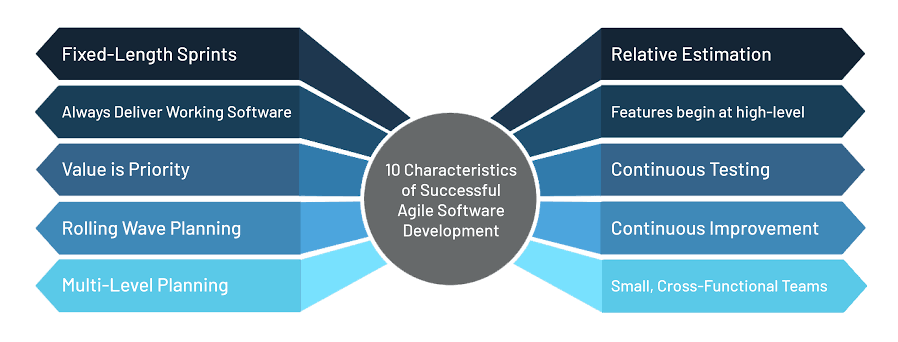 Fixed-Length Sprints
Always Deliver Working Software
Value is Priority
Rolling Wave Planning
Multi-Level Planning
10 Characteristics
of Successful
Agile Software
Development
Relative Estimation
Features begin at high-level
Continuous Testing
Continuous Improvement
Small, Cross-Functional Teams